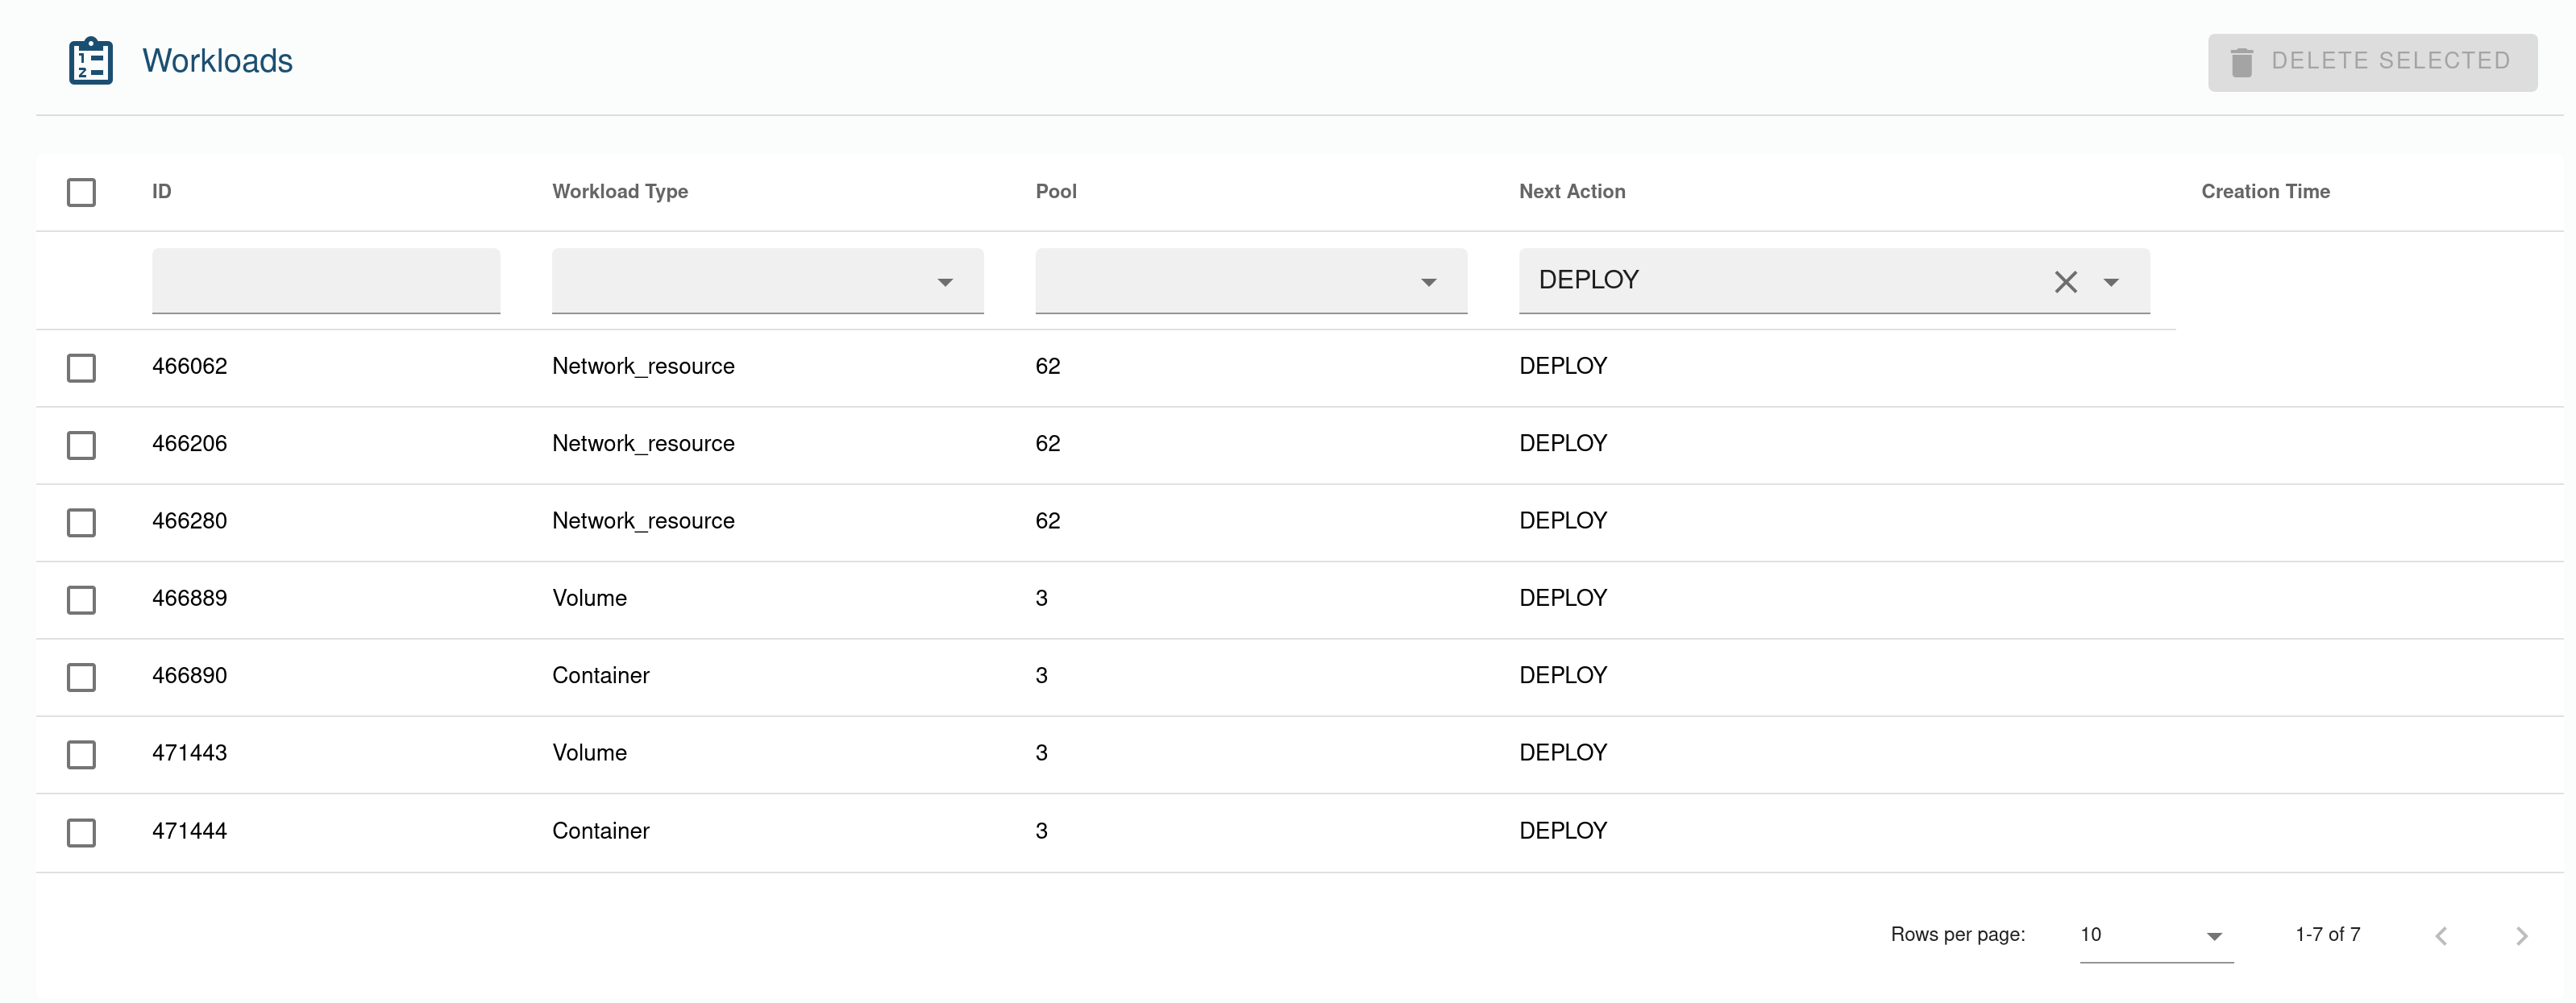 Workloads
DELETE SELECTED
ID Workload Type Pool Next Action Creation Time
DEPLOY
466062 Network_resource 62 DEPLOY
466206 Network_resource 62 DEPLOY
466280 Network_resource 62 DEPLOY
466889 Volume 3 DEPLOY
466890 Container 3 DEPLOY
471443 Volume 3 DEPLOY
471444 Container 3 DEPLOY
Rows per page: 10 1-7 of 7